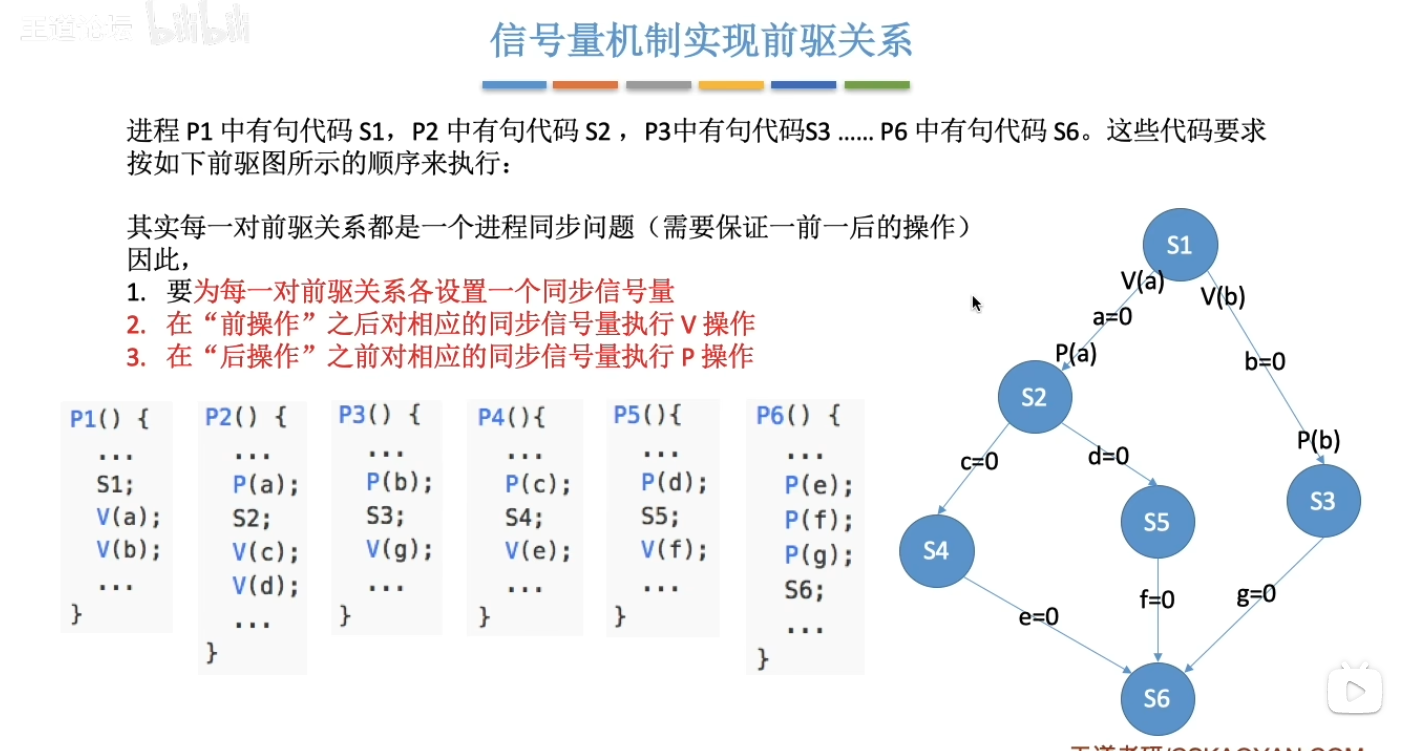 王道论坛 bilibili
信号量机制实现前驱关系
进程 P1 中有句代码 S1，P2 中有句代码 S2 ，P3中有句代码S3 …… P6 中有句代码 S6。这些代码要求
按如下前驱图所示的顺序来执行：
其实每一对前驱关系都是一个进程同步问题（需要保证一前一后的操作）
因此，
1. 要为每一对前驱关系各设置一个同步信号量
2. 在“前操作”之后对相应的同步信号量执行 V 操作
3. 在“后操作”之前对相应的同步信号量执行 P 操作
P1() {
...
S1;
V(a);
V(b);
...
}
P2() {
...
P(a);
S2;
V(c);
V(d);
...
}
P3() {
...
P(b);
S3;
V(g);
...
}
P4(){
...
P(c);
S4;
V(e);
...
}
P5(){
...
P(d);
S5;
V(f);
...
}
P6() {
...
P(e);
P(f);
P(g);
S6;
...
}
S1
V(a)
V(b)
a=0
P(a)
b=0
S2
P(b)
c=0
d=0
S3
S5
S4
f=0
g=0
e=0
S6
王道考研/CSKAOYAN.COM